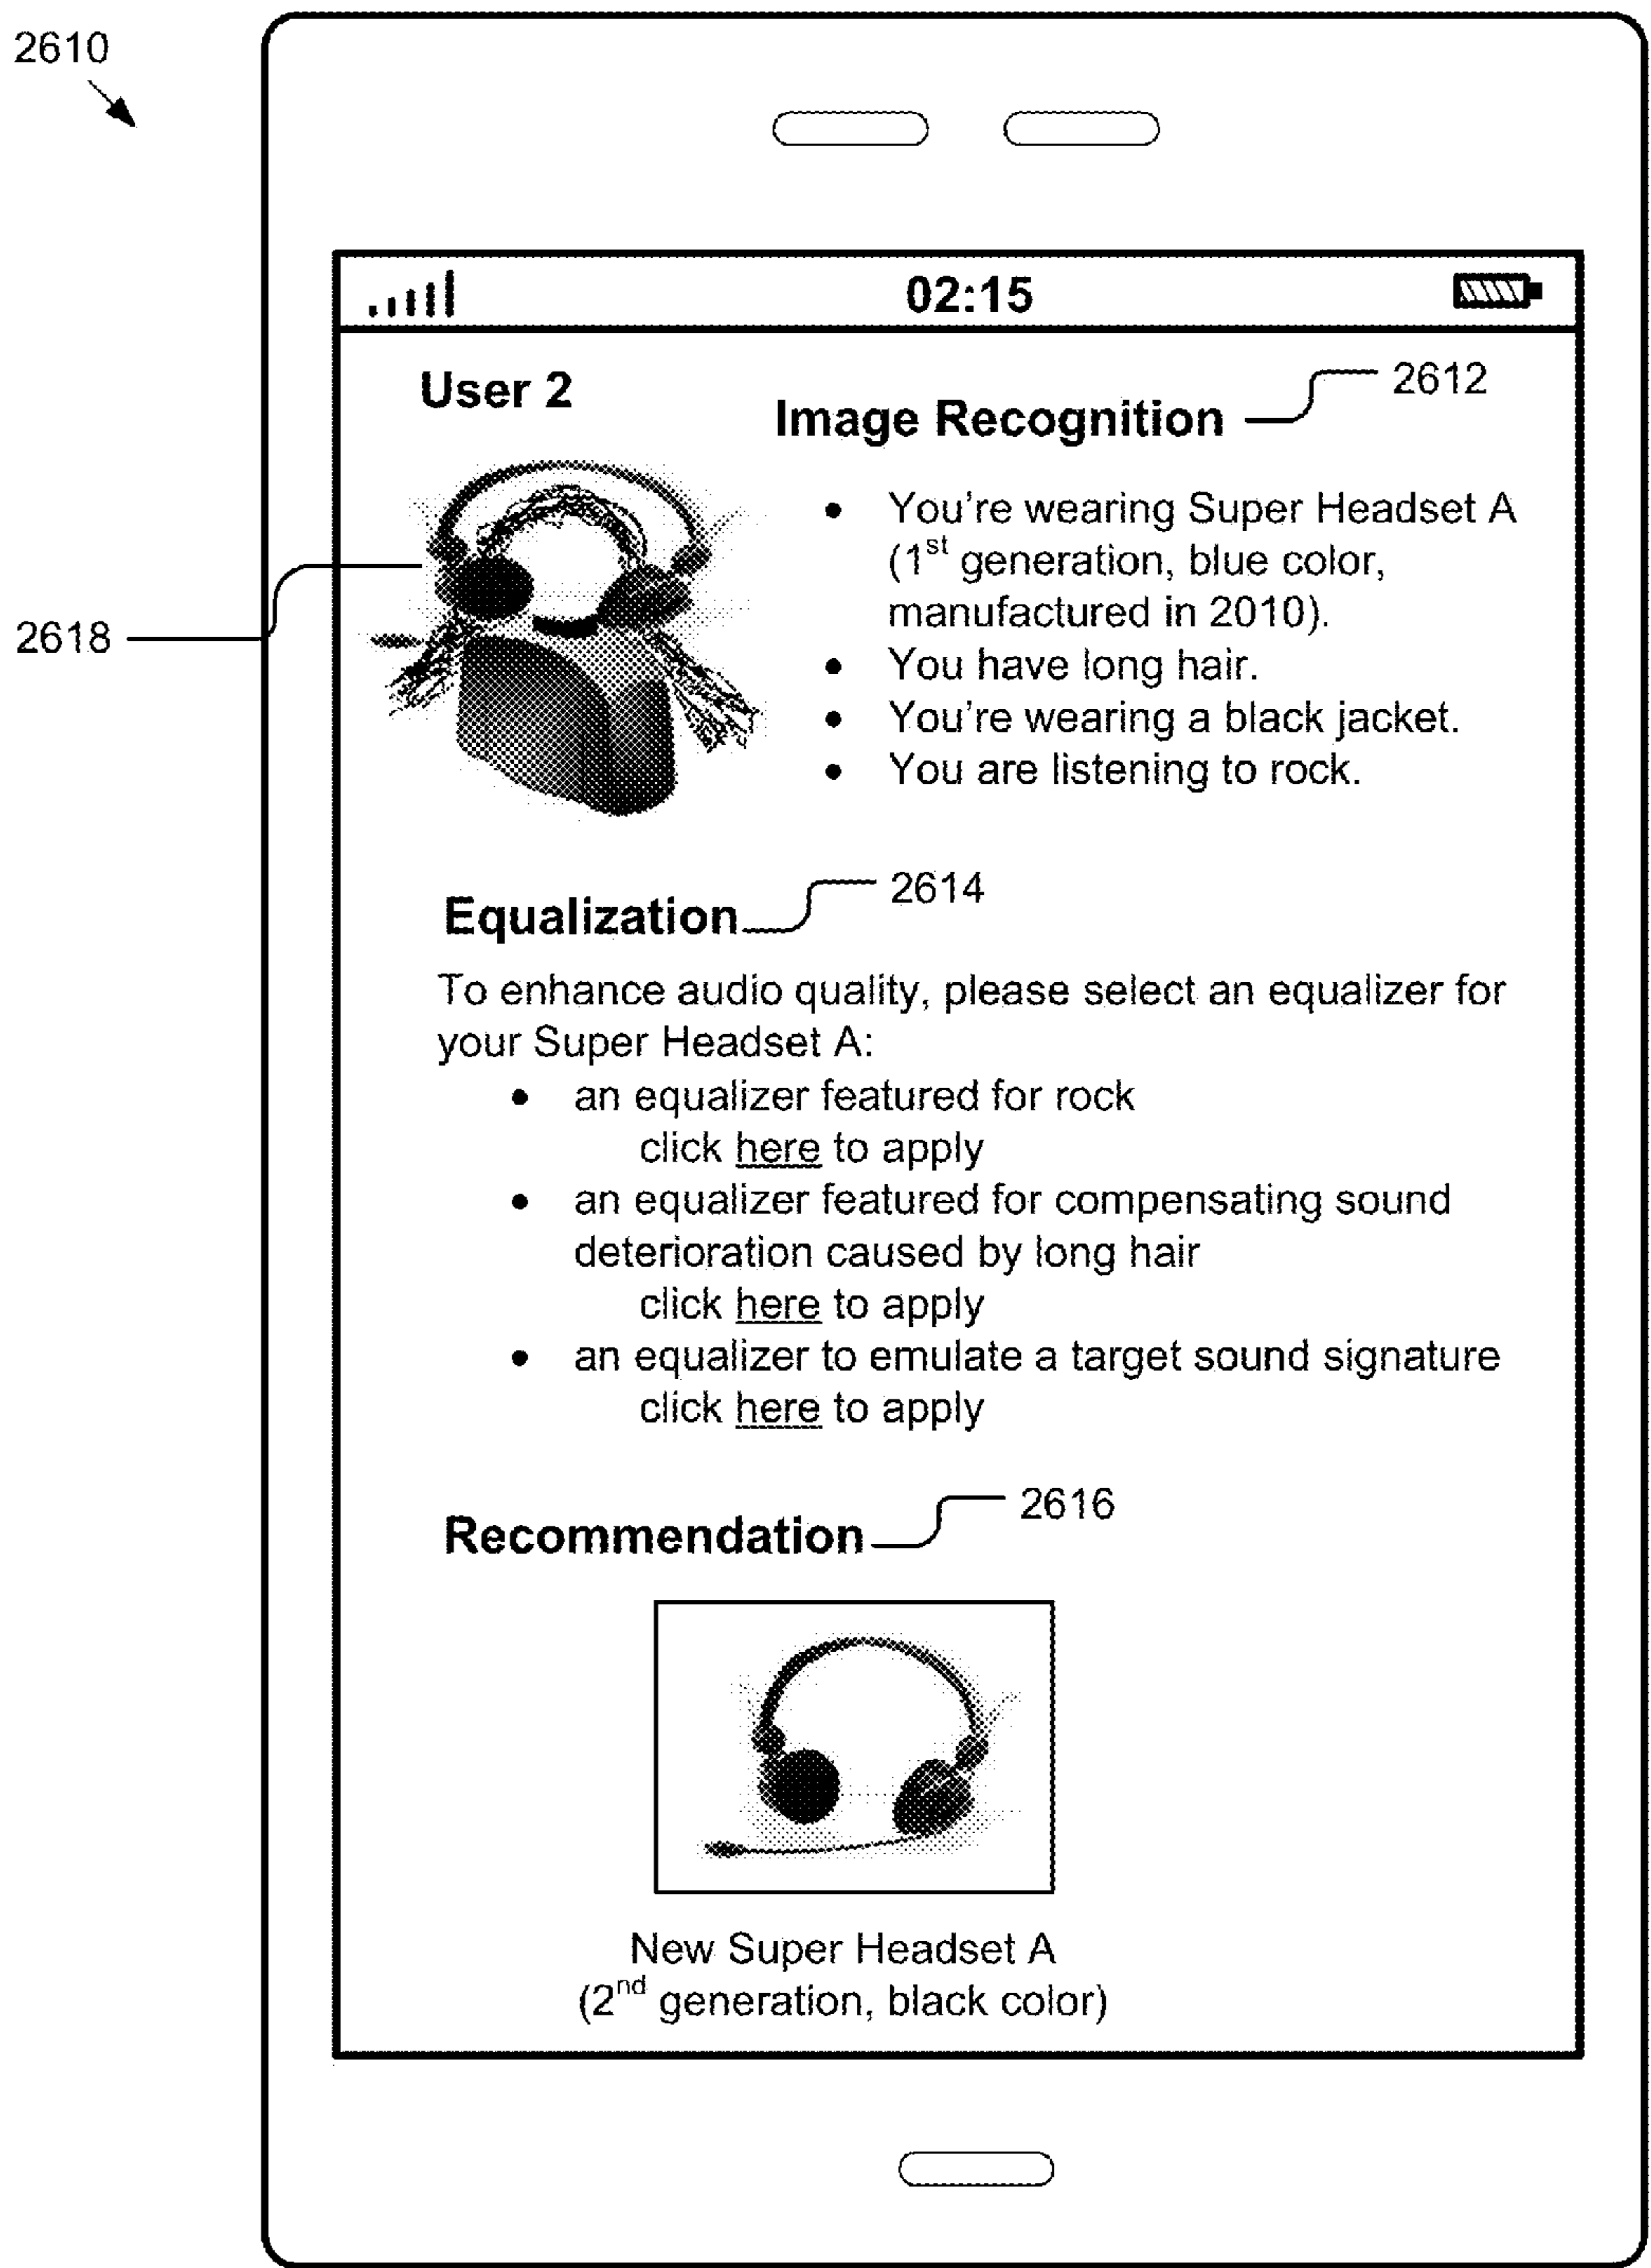 2610
02:15
User 2
2612
Image Recognition
• You're wearing Super Headset A
(1st generation, blue color,
manufactured in 2010).
• You have long hair.
• You're wearing a black jacket.
• You are listening to rock.
2618
2614
Equalization
To enhance audio quality, please select an equalizer for
your Super Headset A:
• an equalizer featured for rock
click here to apply
• an equalizer featured for compensating sound
deterioration caused by long hair
click here to apply
• an equalizer to emulate a target sound signature
click here to apply
2616
Recommendation
New Super Headset A
(2nd generation, black color)